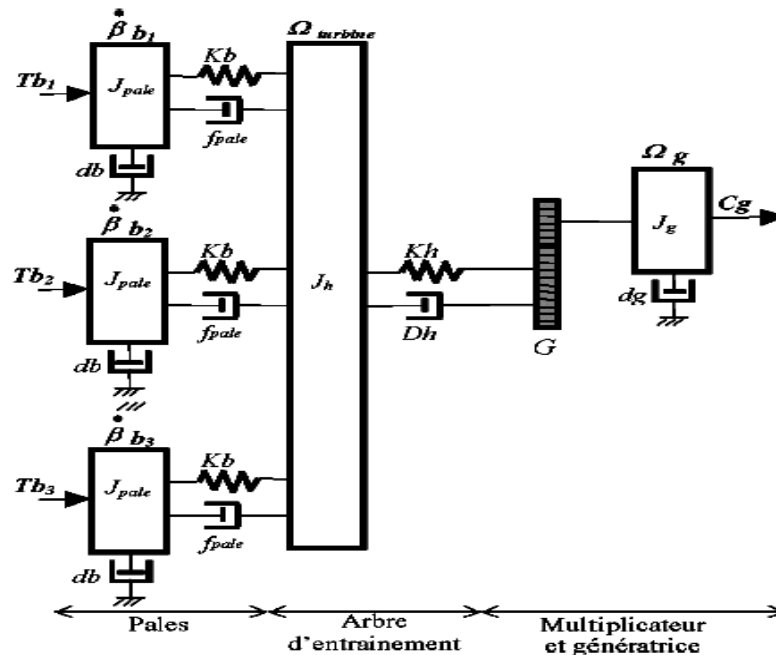 β̇ b1
Ω turbine
Tb1
Jpale
Kb
fpale
db
β̇ b2
Ω g
Tb2
Jpale
Kb
fpale
db
Jh
Kh
Dh
G
Jg
Cg
dg
β̇ b3
Tb3
Jpale
Kb
fpale
db
Pales
Arbre
d'entrainement
Multiplicateur
et génératrice